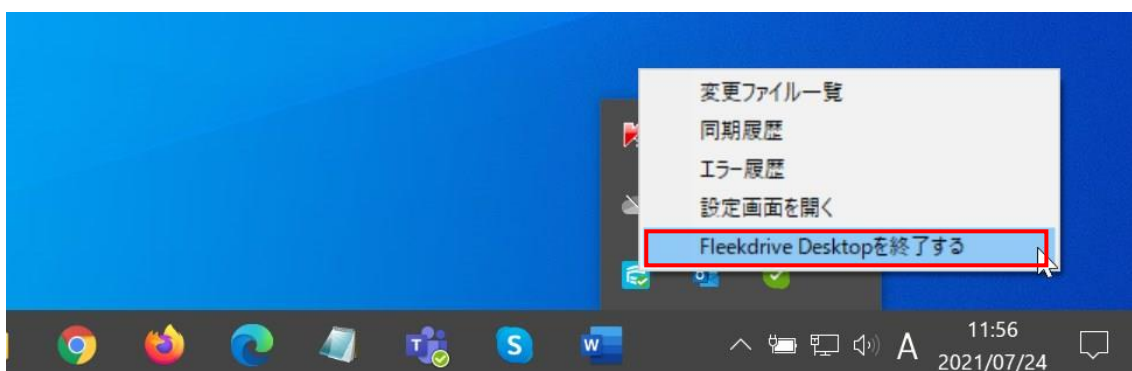 変更ファイル一覧
同期履歴
エラー履歴
設定画面を開く
Fleekdrive Desktopを終了する
A
11:56
2021/07/24